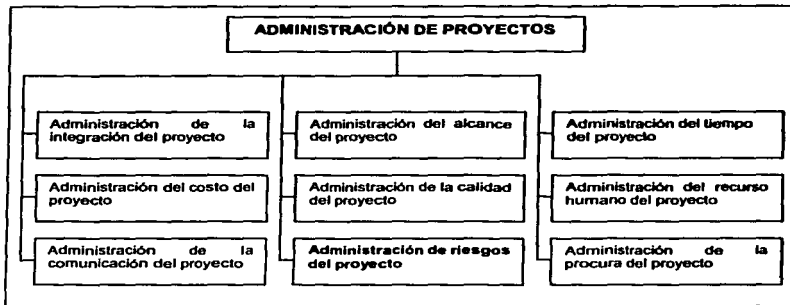 ADMINISTRACIÓN DE PROYECTOS
Administración de la
integración del proyecto
Administración del alcance
del proyecto
Administración del tiempo
del proyecto
Administración del costo del
proyecto
Administración de la calidad
del proyecto
Administración del recurso
humano del proyecto
Administración de la
comunicación del proyecto
Administración de riesgos
del proyecto
Administración de la
procura del proyecto